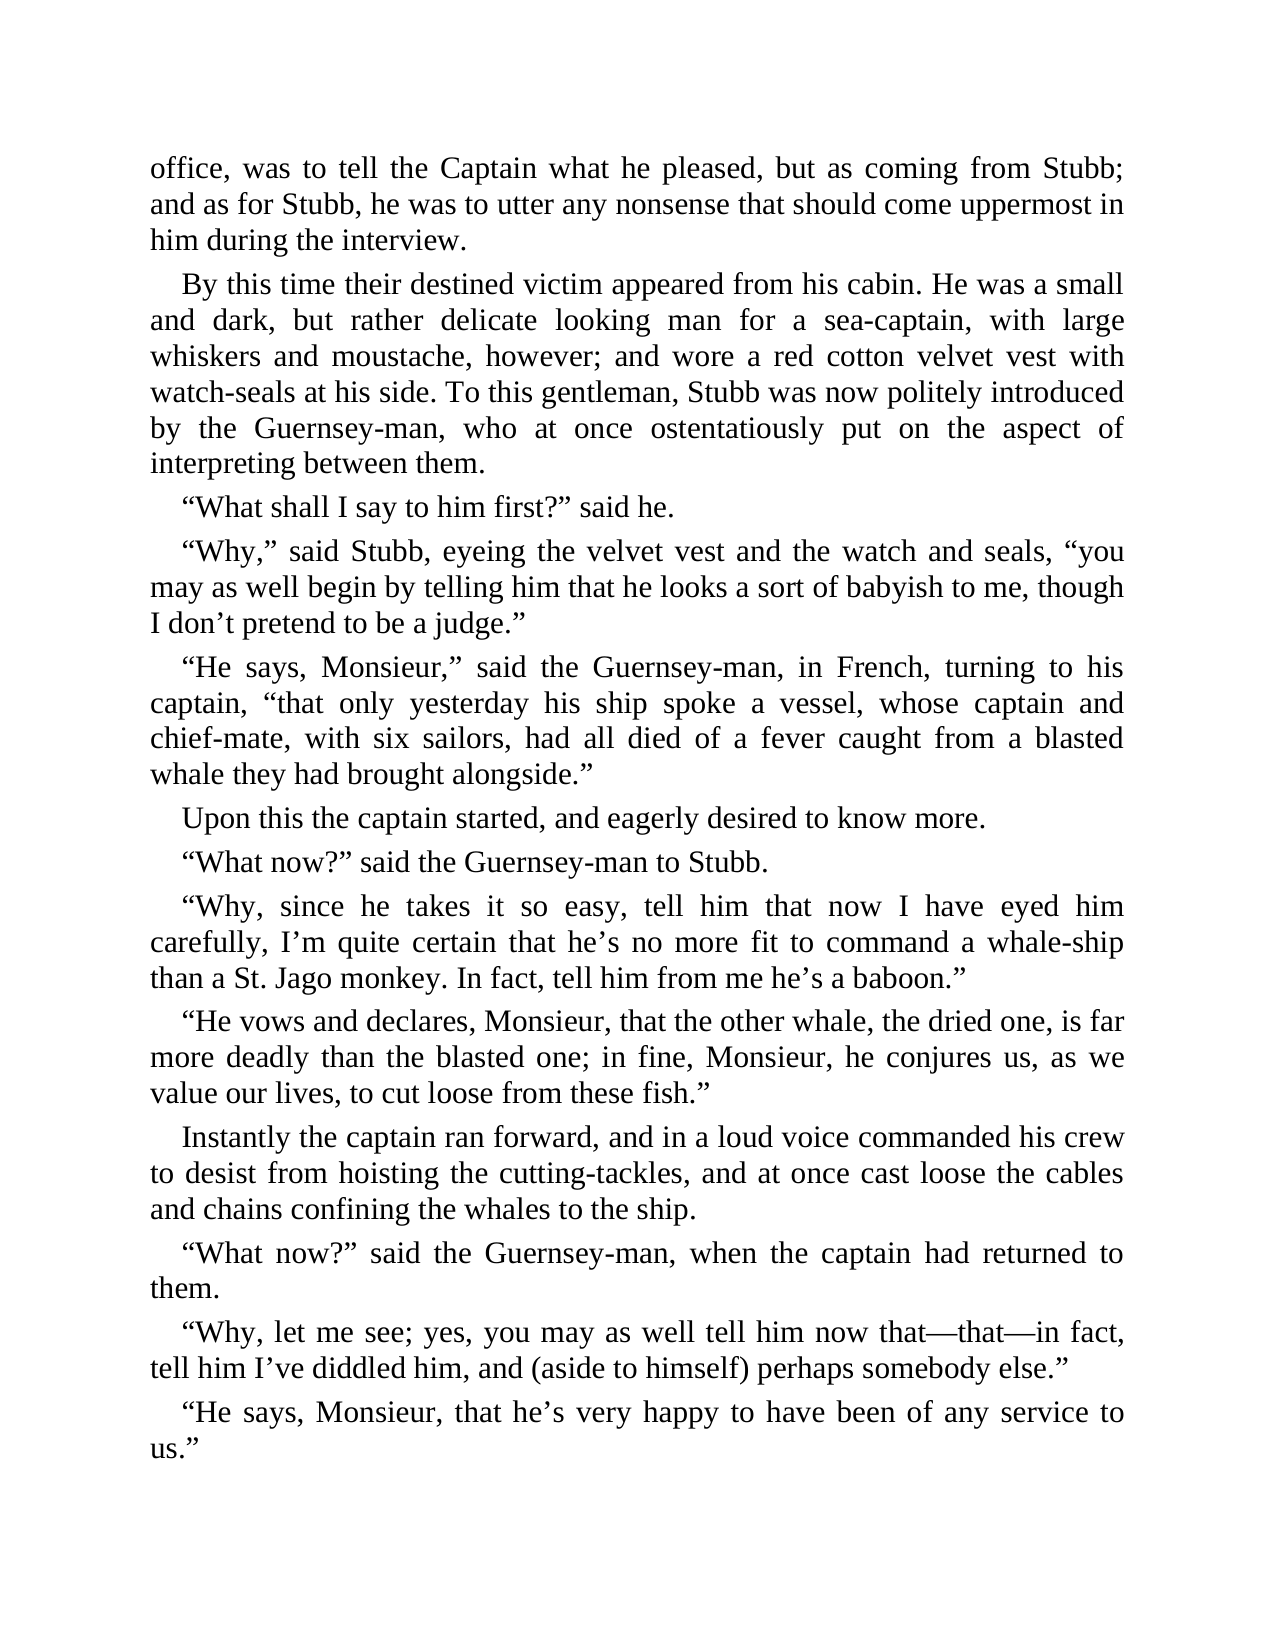 office, was to tell the Captain what he pleased, but as coming from Stubb;
and as for Stubb, he was to utter any nonsense that should come uppermost in
him during the interview.
By this time their destined victim appeared from his cabin. He was a small
and dark, but rather delicate looking man for a sea-captain, with large
whiskers and moustache, however; and wore a red cotton velvet vest with
watch-seals at his side. To this gentleman, Stubb was now politely introduced
by the Guernsey-man, who at once ostentatiously put on the aspect of
interpreting between them.
“What shall I say to him first?” said he.
“Why,” said Stubb, eyeing the velvet vest and the watch and seals, “you
may as well begin by telling him that he looks a sort of babyish to me, though
I don’t pretend to be a judge.”
“He says, Monsieur,” said the Guernsey-man, in French, turning to his
captain, “that only yesterday his ship spoke a vessel, whose captain and
chief-mate, with six sailors, had all died of a fever caught from a blasted
whale they had brought alongside.”
Upon this the captain started, and eagerly desired to know more.
“What now?” said the Guernsey-man to Stubb.
“Why, since he takes it so easy, tell him that now I have eyed him
carefully, I’m quite certain that he’s no more fit to command a whale-ship
than a St. Jago monkey. In fact, tell him from me he’s a baboon.”
“He vows and declares, Monsieur, that the other whale, the dried one, is far
more deadly than the blasted one; in fine, Monsieur, he conjures us, as we
value our lives, to cut loose from these fish.”
Instantly the captain ran forward, and in a loud voice commanded his crew
to desist from hoisting the cutting-tackles, and at once cast loose the cables
and chains confining the whales to the ship.
“What now?” said the Guernsey-man, when the captain had returned to
them.
“Why, let me see; yes, you may as well tell him now that—that—in fact,
tell him I’ve diddled him, and (aside to himself) perhaps somebody else.”
“He says, Monsieur, that he’s very happy to have been of any service to
us.”